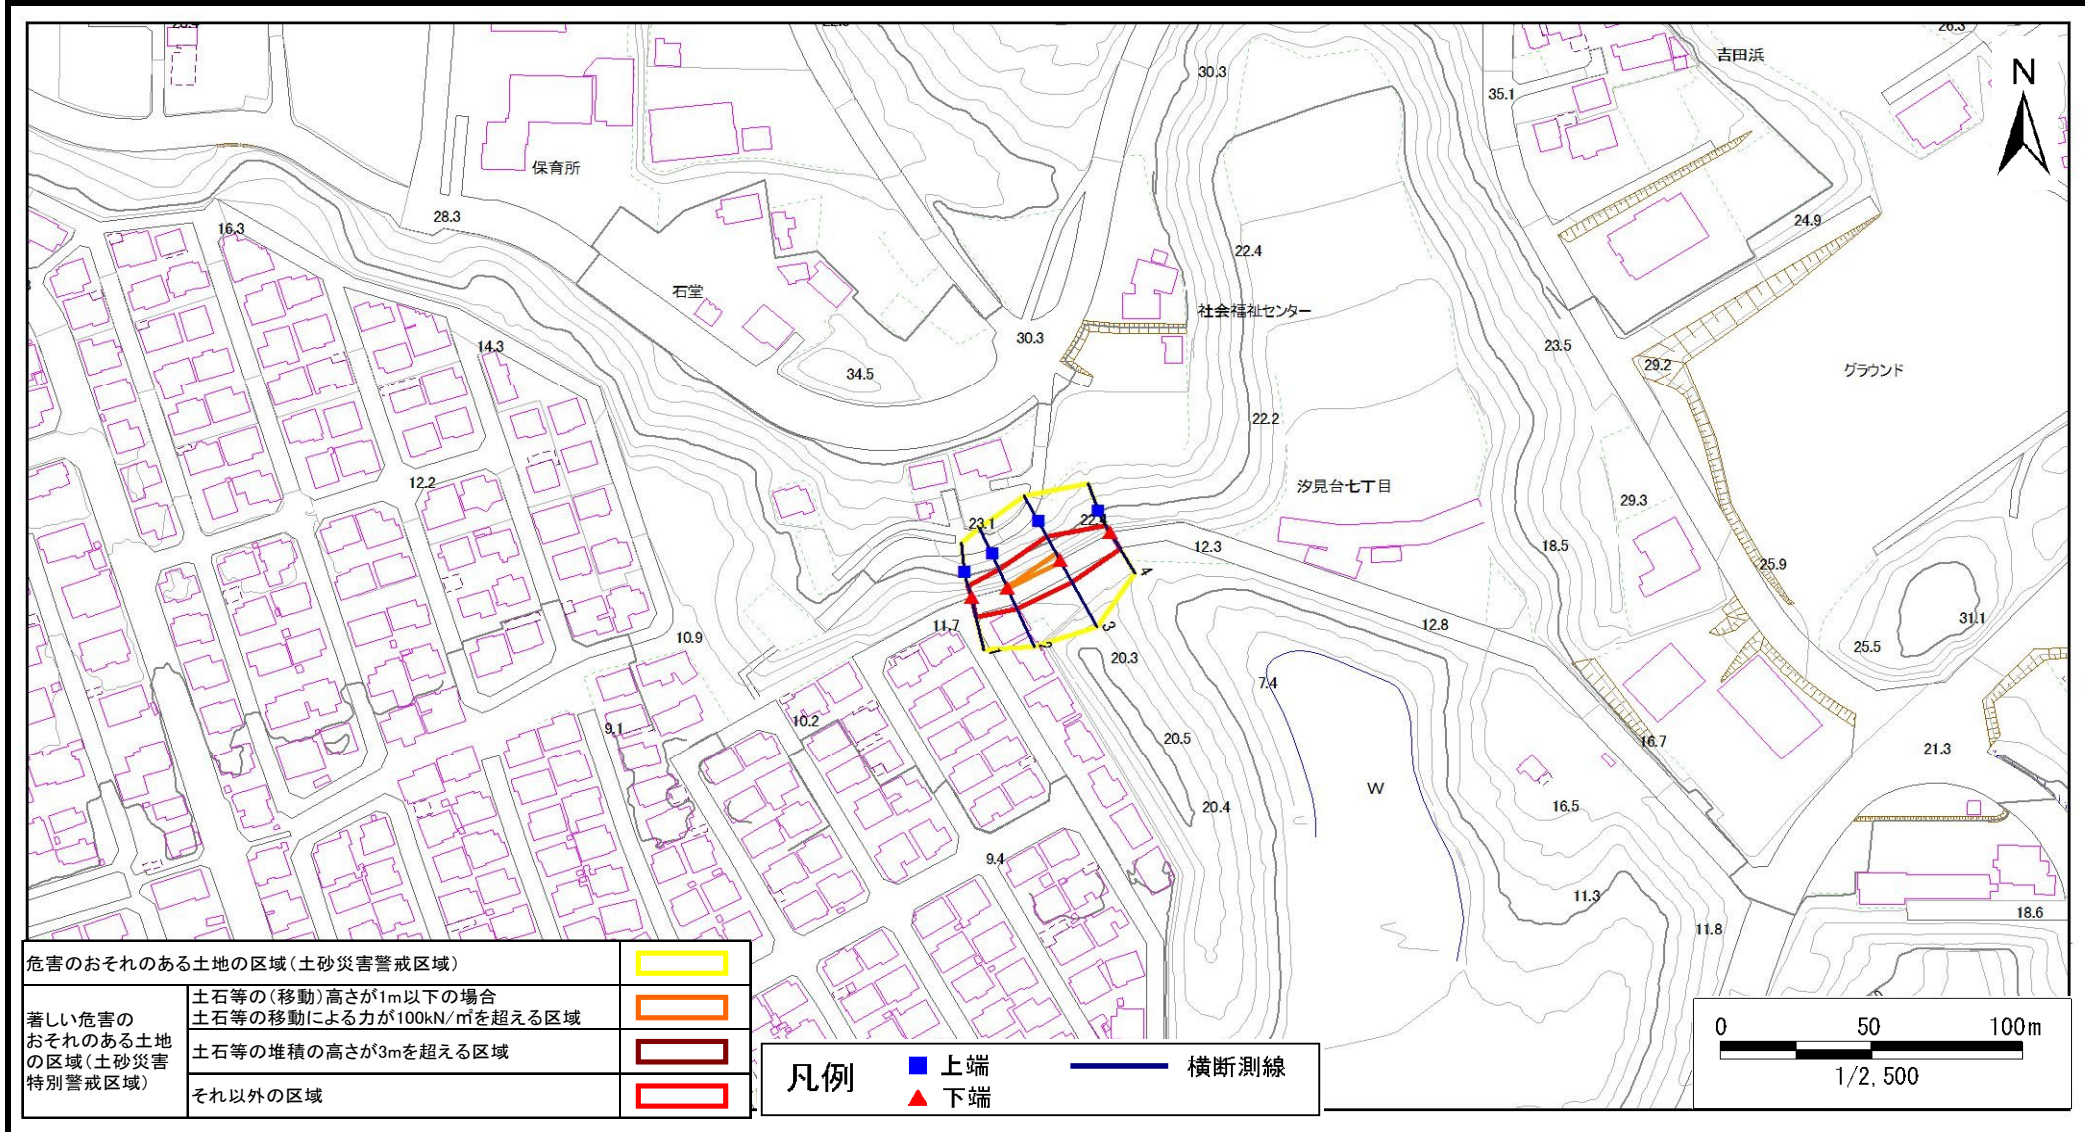 吉田浜
N
30.3
35.1
保育所
28.3
16.3
24.9
22.4
石堂
社会福祉センター
30.3
23.5
14.3
29.2
グラウンド
34.5
22.2
12.2
汐見台七丁目
29.3
23.1
12.3
18.5
25.9
4
31.1
11.7
3
12.8
10.9
1
2
20.3
25.5
7.4
9.1
10.2
20.5
16.7
21.3
W
20.4
16.5
9.4
11.3
18.6
11.8
危害のおそれのある土地の区域(土砂災害警戒区域)
著しい危害の
おそれのある土地
の区域(土砂災害
特別警戒区域)
土石等の(移動)高さが1m以下の場合
土石等の移動による力が100kN/㎡を超える区域
土石等の堆積の高さが3mを超える区域
それ以外の区域
凡例
上端
下端
横断測線
0 50 100m
1/2,500